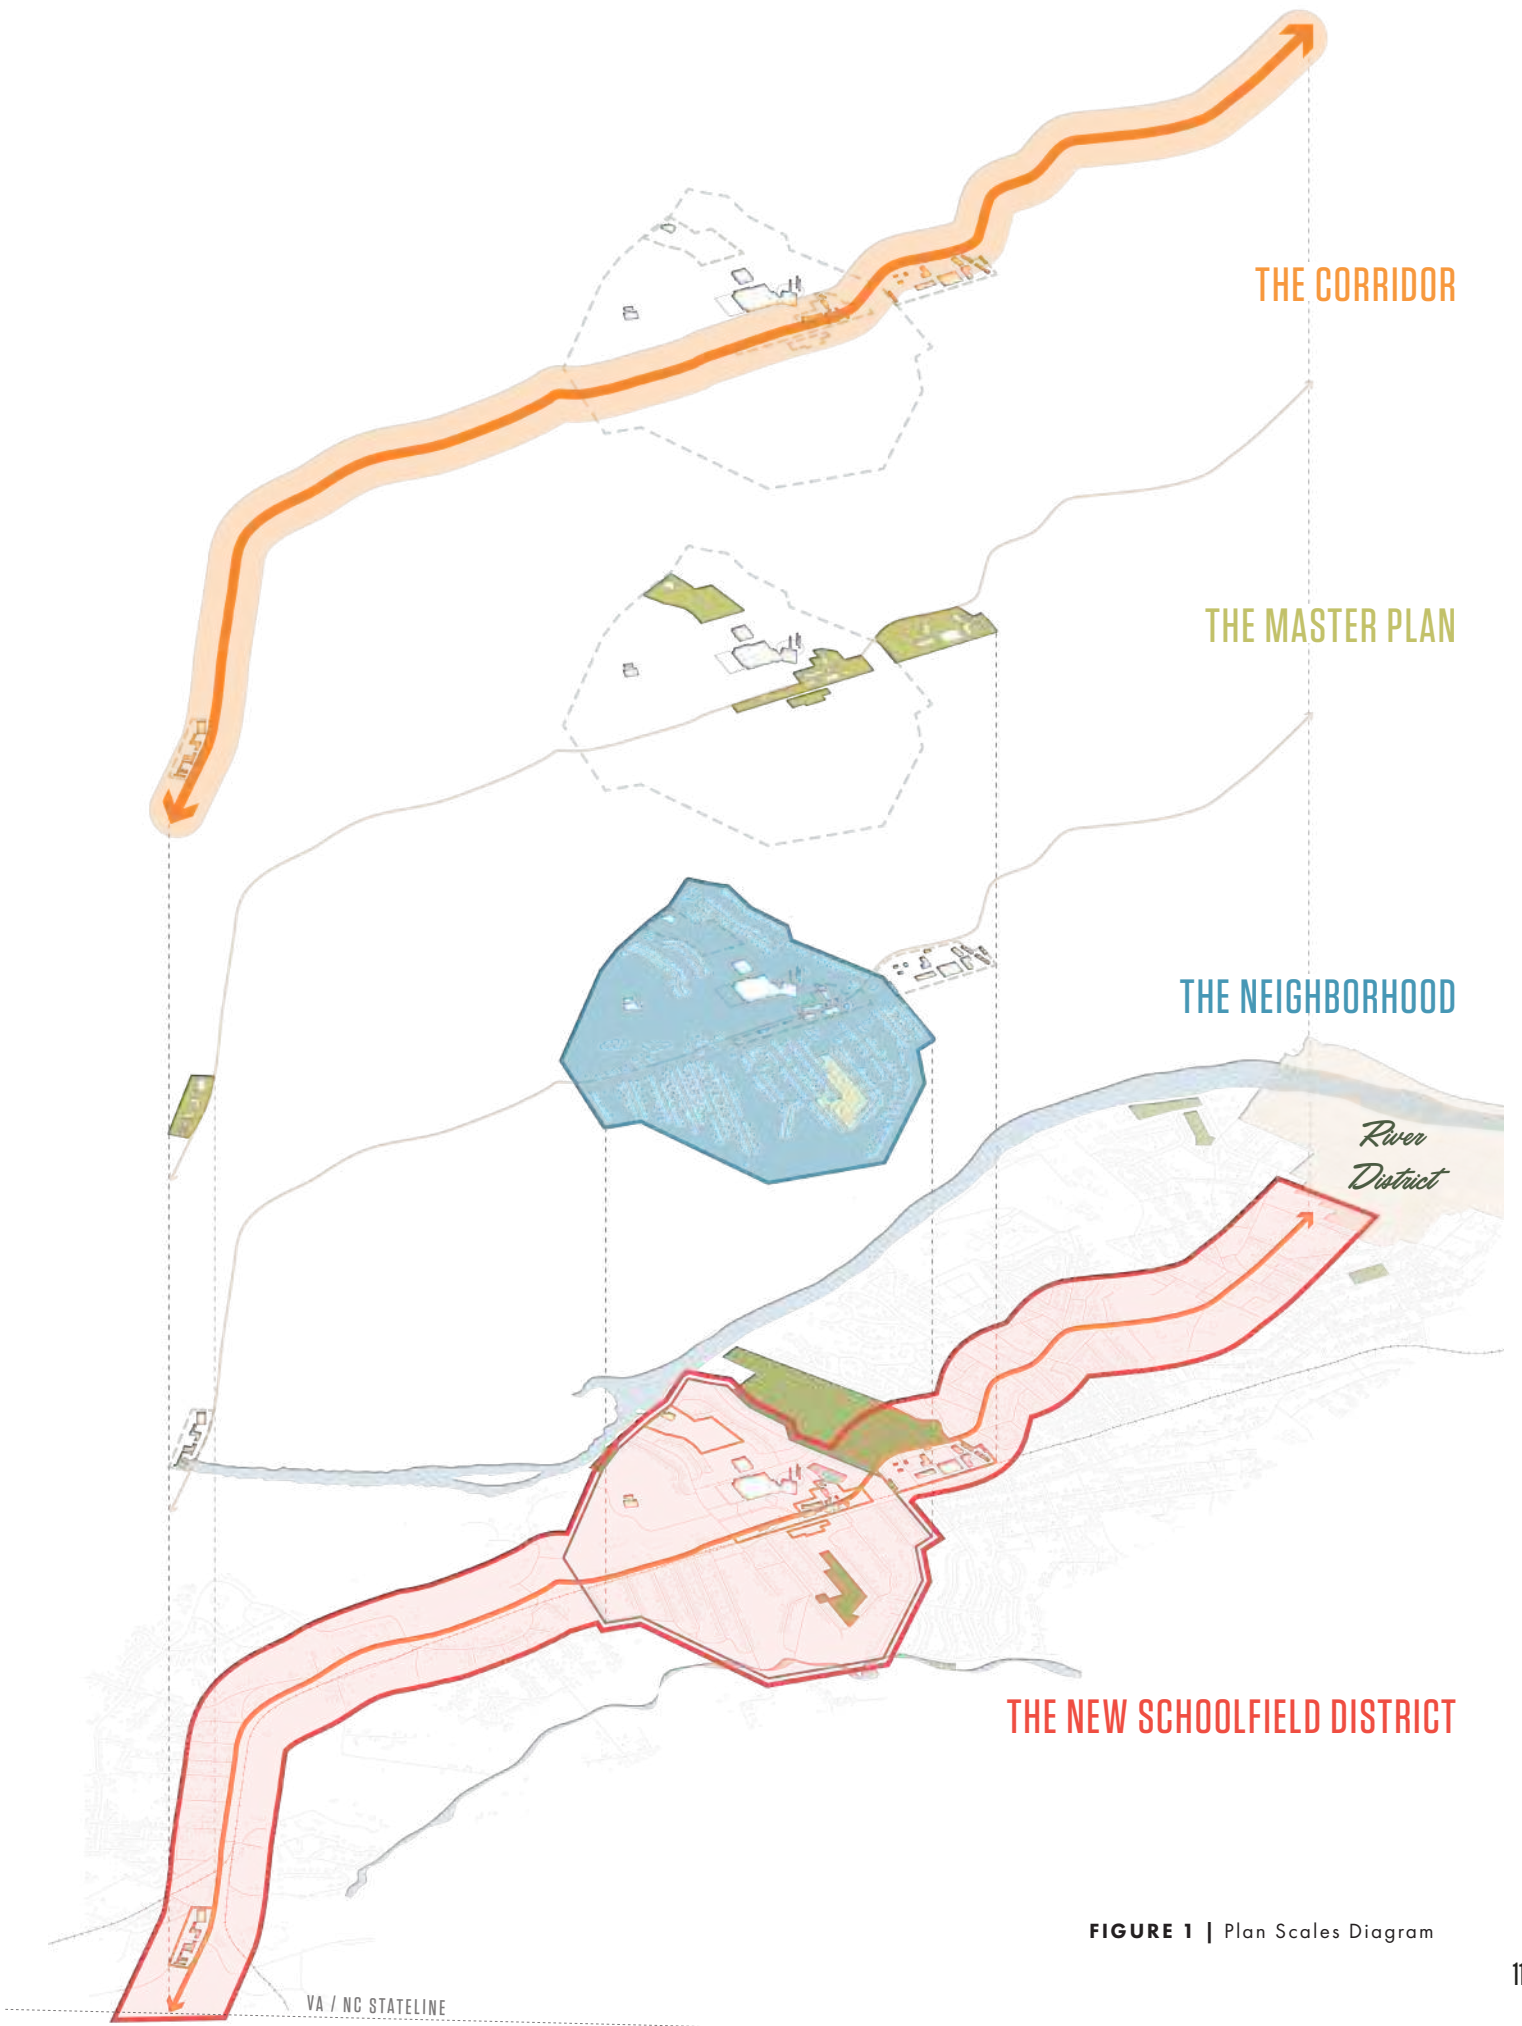 THE CORRIDOR
THE MASTER PLAN
THE NEIGHBORHOOD
River
District
THE NEW SCHOOLFIELD DISTRICT
FIGURE 1 | Plan Scales Diagram
11
VA / NC STATELINE